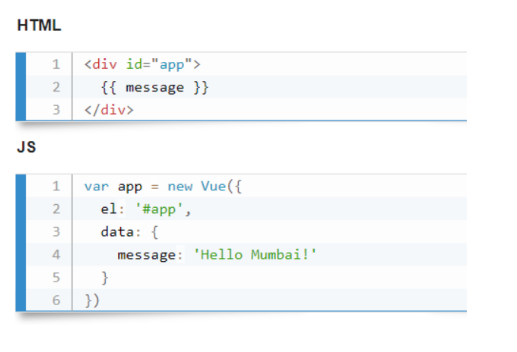 HTML
1 <div id="app">
2 {{ message }}
3 </div>
JS
1 var app = new Vue({
2 el: '#app',
3 data: {
4 message: 'Hello Mumbai!'
5 }
6 })